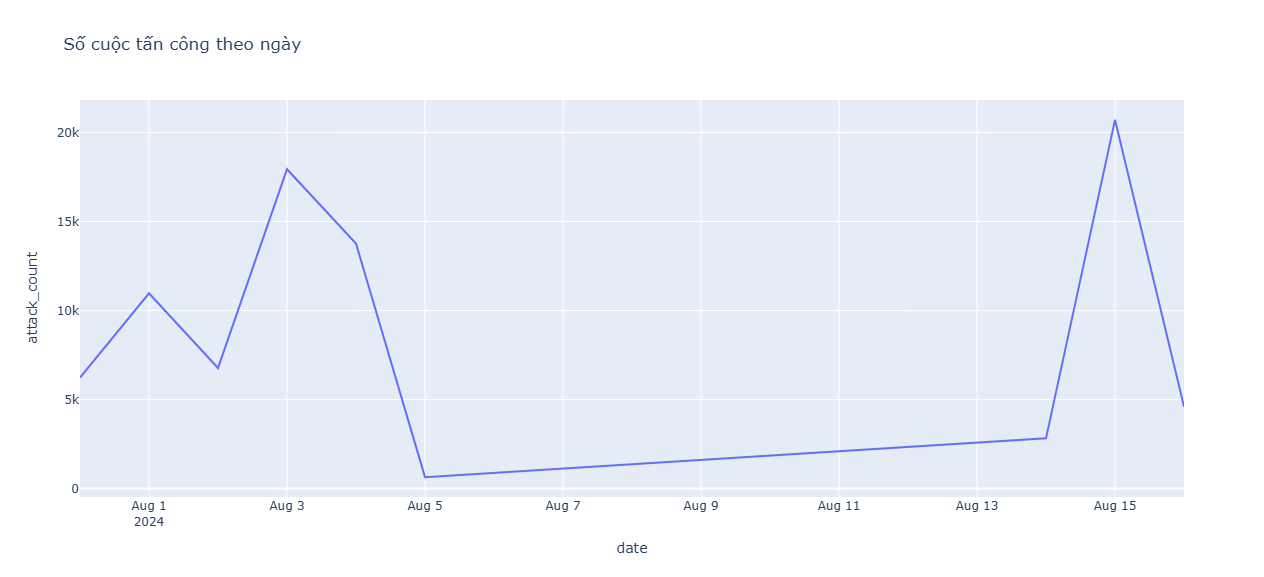 Số cuộc tấn công theo ngày
attack_count
20k
15k
10k
5k
0
Aug 1
2024
Aug 3
Aug 5
Aug 7
Aug 9
Aug 11
Aug 13
Aug 15
date